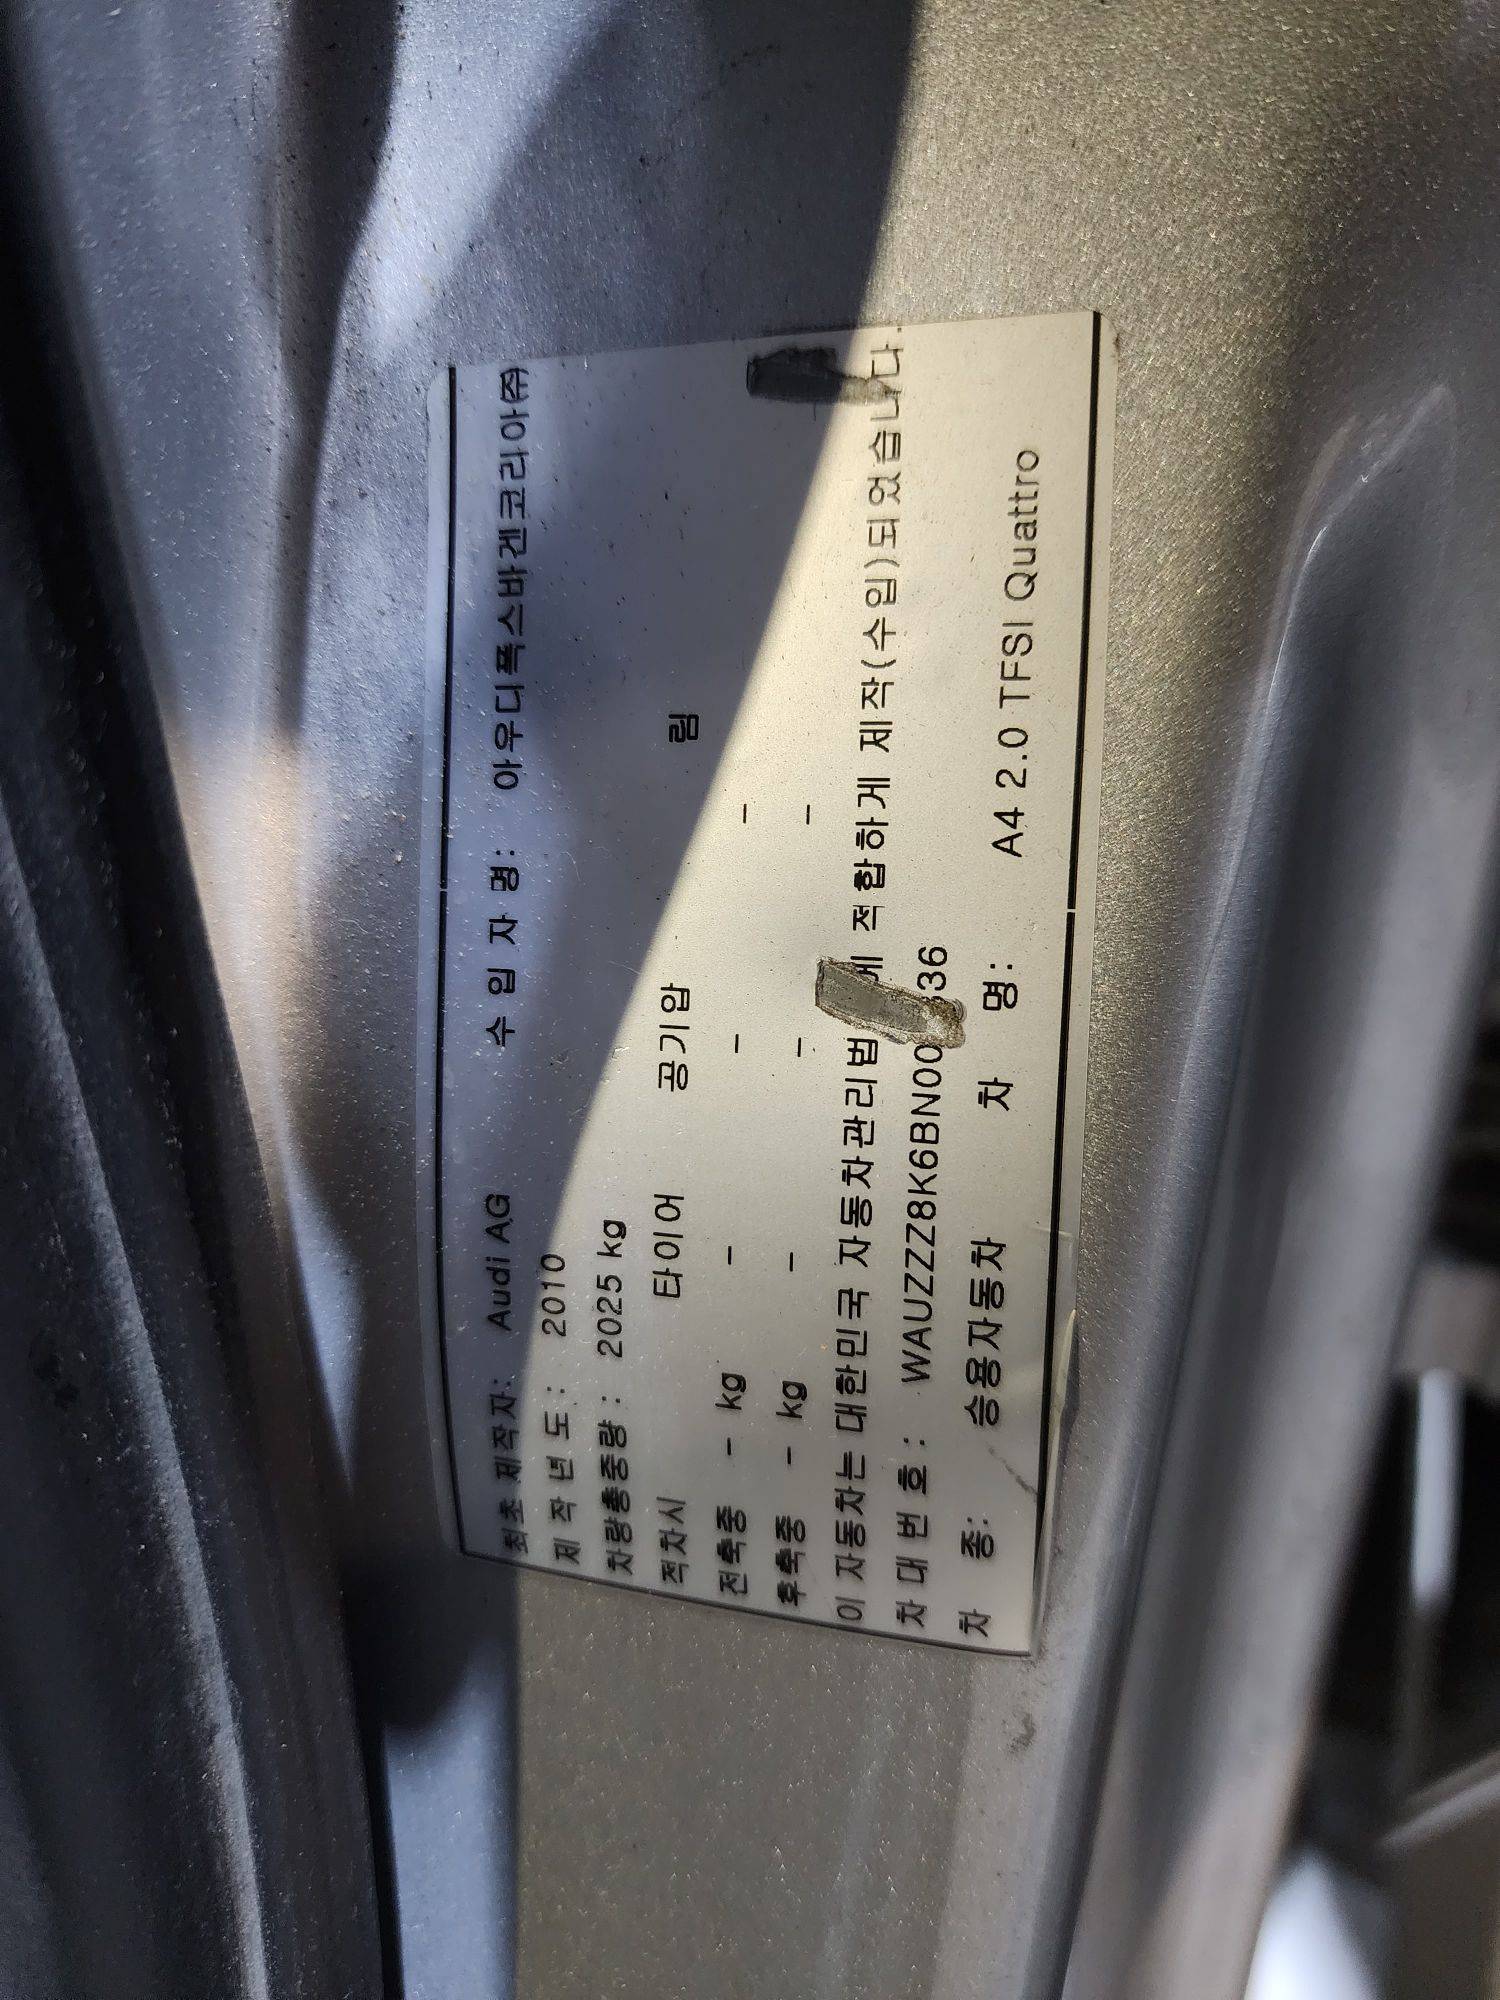 최초 제작자: Audi AG 수 입 자 명: 아우디폭스바겐코리아㈜
제 작 년 도 : 2010
차량총중량 : 2025 kg
적차시 타이어 공기압 림
전축중 - kg - - -
후축중 - kg - - -
이 자동차는 대한민국 자동차관리법 적합하게 제작(수입)되었습니다.
차 대 번 호 :
차 종: 승용자동차 차 명: A4 2.0 TFSI Quattro